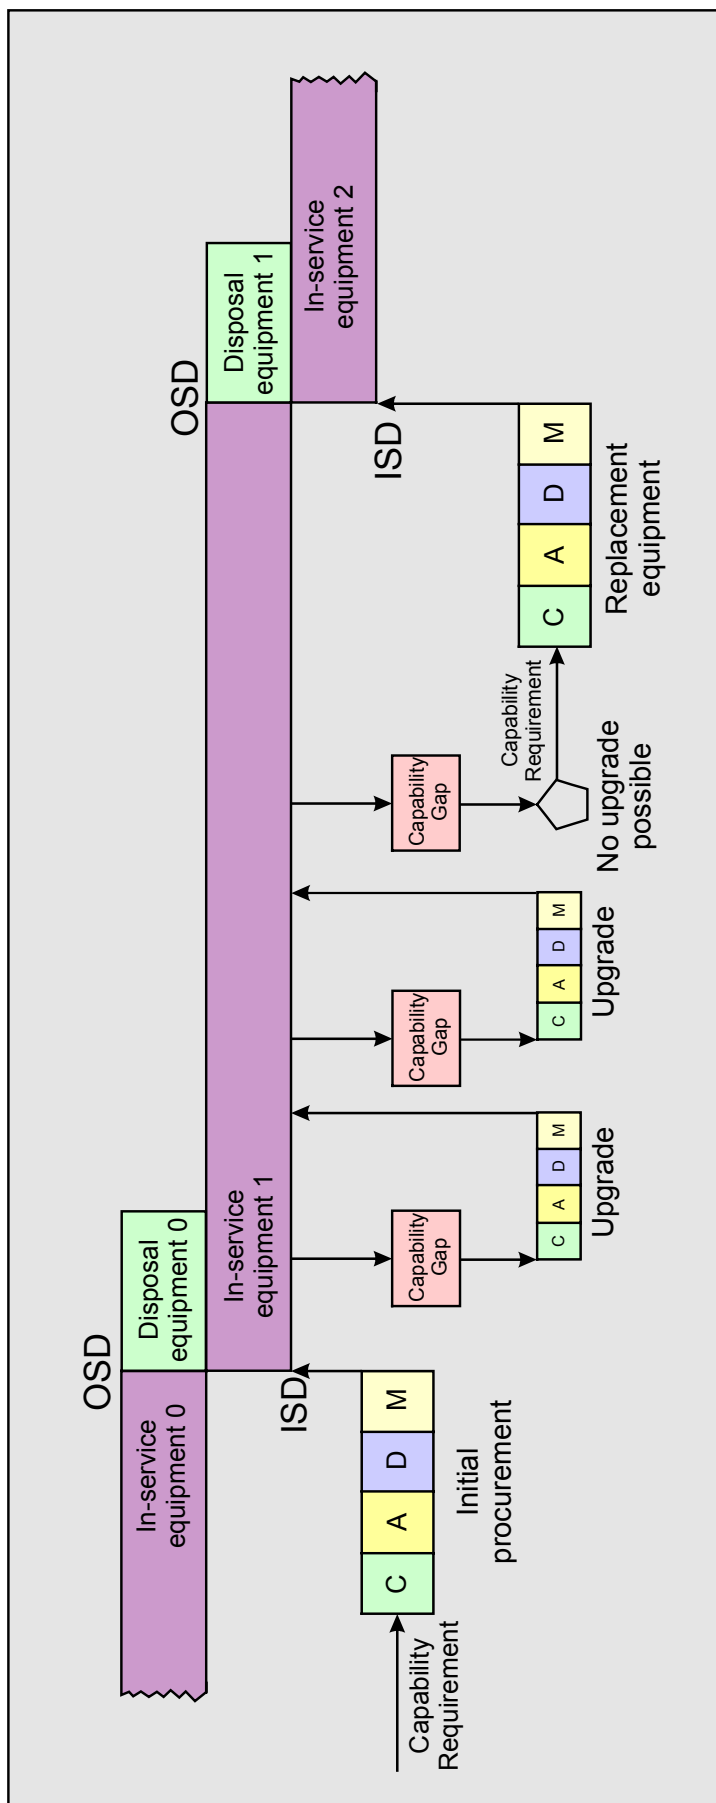 OSD
In-service
equipment 0
Disposal
equipment 0
OSD
In-service
equipment 1
Disposal
equipment 1
In-service
equipment 2
ISD
ISD
Capability
Requirement
C
A
D
M
Initial
procurement
Capability
Gap
C
A
D
M
Upgrade
Capability
Gap
C
A
D
M
Upgrade
Capability
Gap
No upgrade
possible
Capability
Requirement
C
A
D
M
Replacement
equipment